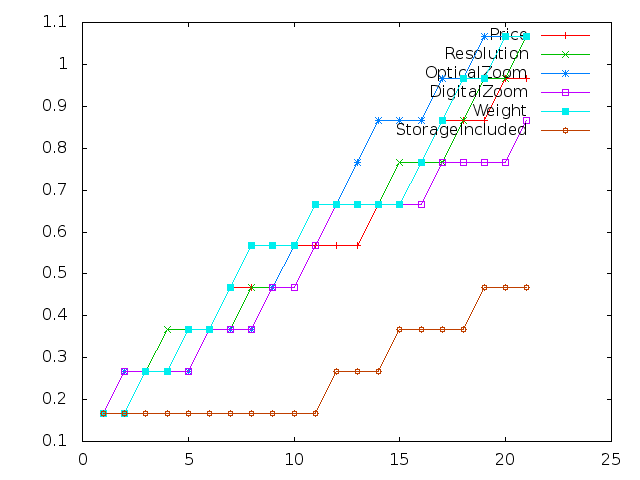 1.1
1
0.9
0.8
0.7
0.6
0.5
0.4
0.3
0.2
0.1
0 5 10 15 20 25
Price
Resolution
OpticalZoom
DigitalZoom
Weight
StorageIncluded